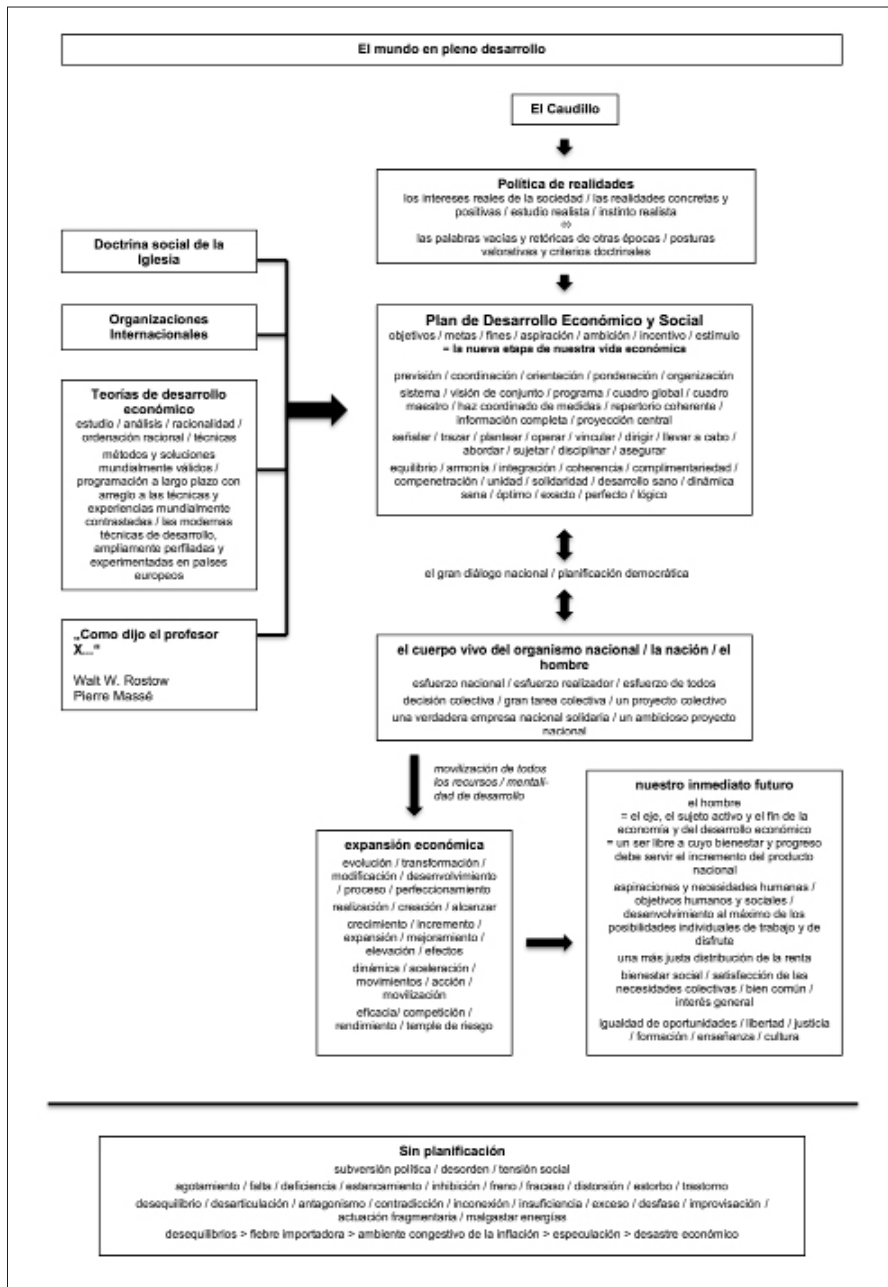 El mundo en pleno desarrollo
El Caudillo
Política de realidades
los intereses reales de la sociedad / las realidades concretas y
positivas / estudio realista / instinto realista
⇔
las palabras vacías y retóricas de otras épocas / posturas
valorativas y criterios doctrinales
Doctrina social de la
Iglesia
Organizaciones
Internacionales
Teorías de desarrollo
económico
estudio / análisis / racionalidad /
ordenación racional / técnicas
métodos y soluciones
mundialmente válidos /
programación a largo plazo con
arreglo a las técnicas y
experiencias mundialmente
contrastadas / las modernas
técnicas de desarrollo,
ampliamente perfiladas y
experimentadas en países
europeos
„Como dijo el profesor
X...“
Walt W. Rostow
Pierre Massé
Plan de Desarrollo Económico y Social
objetivos / metas / fines / aspiración / ambición / incentivo / estímulo
= la nueva etapa de nuestra vida económica
previsión / coordinación / orientación / ponderación / organización
sistema / visión de conjunto / programa / cuadro global / cuadro
maestro / haz coordinado de medidas / repertorio coherente /
información completa / proyección central
señalar / trazar / plantear / operar / vincular / dirigir / llevar a cabo /
abordar / sujetar / disciplinar / asegurar
equilibrio / armonía / integración / coherencia / complimentariedad /
compenetración / unidad / solidaridad / desarrollo sano / dinámica
sana / óptimo / exacto / perfecto / lógico
el gran diálogo nacional / planificación democrática
el cuerpo vivo del organismo nacional / la nación / el
hombre
esfuerzo nacional / esfuerzo realizador / esfuerzo de todos
decisión colectiva / gran tarea colectiva / un proyecto colectivo
una verdadera empresa nacional solidaria / un ambicioso proyecto
nacional
movilización de todos
los recursos / mentali-
dad de desarrollo
expansión económica
evolución / transformación /
modificación / desenvolvimiento
/ proceso / perfeccionamiento
realización / creación / alcanzar
crecimiento / incremento /
expansión / mejoramiento /
elevación / efectos
dinámica / aceleración /
movimientos / acción /
movilización
eficacia/ competición /
rendimiento / temple de riesgo
nuestro inmediato futuro
el hombre
= el eje, el sujeto activo y el fin de la
economía y del desarrollo económico
= un ser libre a cuyo bienestar y progreso
debe servir el incremento del producto
nacional
aspiraciones y necesidades humanas /
objetivos humanos y sociales /
desenvolvimiento al máximo de los
posibilidades individuales de trabajo y de
disfrute
una más justa distribución de la renta
bienestar social / satisfacción de las
necesidades colectivas / bien común /
interés general
igualdad de oportunidades / libertad / justicia
/ formación / enseñanza / cultura
Sin planificación
subversión política / desorden / tensión social
agotamiento / falta / deficiencia / estancamiento / inhibición / freno / fracaso / distorsión / estorbo / trastorno
desequilibrio / desarticulación / antagonismo / contradicción / inconexión / insuficiencia / exceso / desfase / improvisación /
actuación fragmentaria / malgastar energías
desequilibrios > fiebre importadora > ambiente congestivo de la inflación > especulación > desastre económico